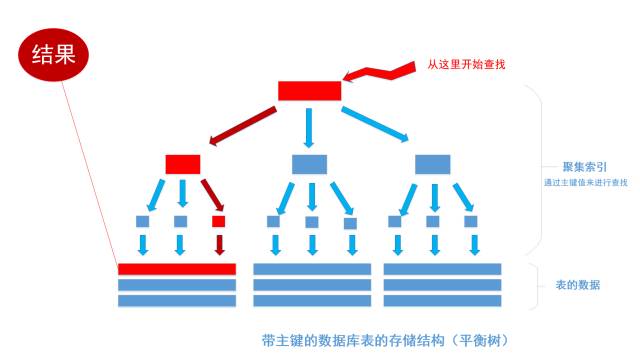 结果
从这里开始查找
聚集索引
通过主键值来进行查找
表的数据
带主键的数据库表的存储结构（平衡树）